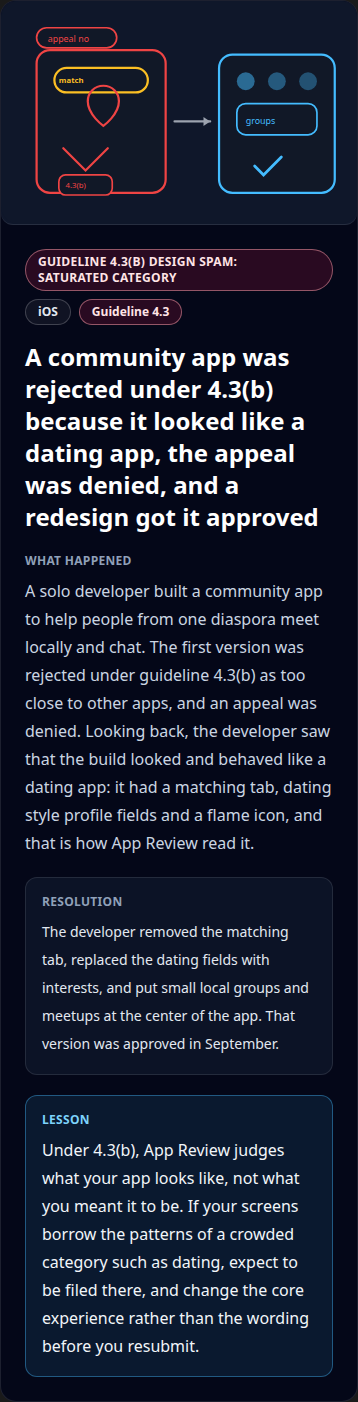 appeal no
match
4.3(b)
groups
GUIDELINE 4.3(B) DESIGN SPAM:
SATURATED CATEGORY
iOS
Guideline 4.3
A community app was
rejected under 4.3(b)
because it looked like a
dating app, the appeal
was denied, and a
redesign got it approved
WHAT HAPPENED
A solo developer built a community app
to help people from one diaspora meet
locally and chat. The first version was
rejected under guideline 4.3(b) as too
close to other apps, and an appeal was
denied. Looking back, the developer saw
that the build looked and behaved like a
dating app: it had a matching tab, dating
style profile fields and a flame icon, and
that is how App Review read it.
RESOLUTION
The developer removed the matching
tab, replaced the dating fields with
interests, and put small local groups and
meetups at the center of the app. That
version was approved in September.
LESSON
Under 4.3(b), App Review judges
what your app looks like, not what
you meant it to be. If your screens
borrow the patterns of a crowded
category such as dating, expect to
be filed there, and change the core
experience rather than the wording
before you resubmit.